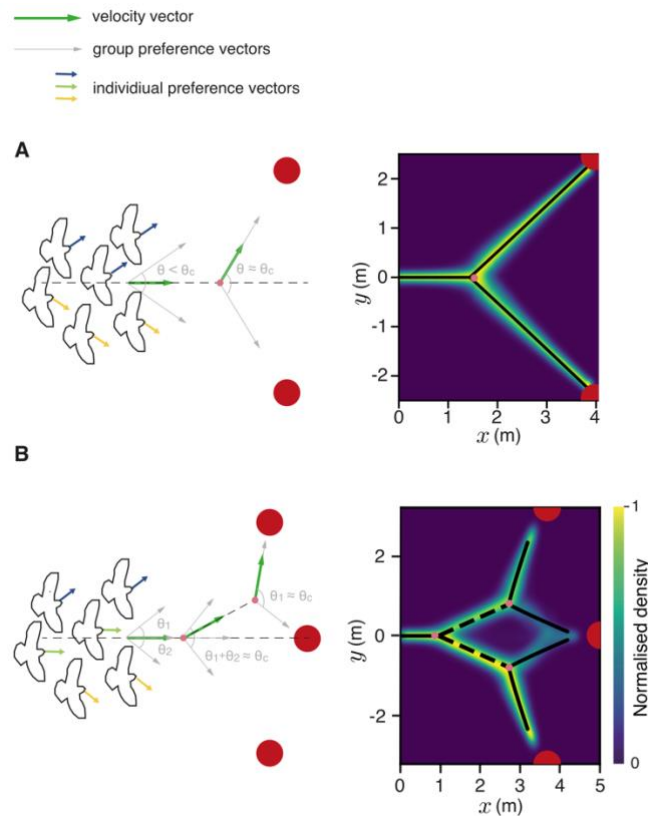 velocity vector
group preference vectors
individiual preference vectors
A
θ < θc
θ ≈ θc
2
1
0
-1
-2
y (m)
0 1 2 3 4
x (m)
B
θ1
θ2
θ1 ≈ θc
θ1+θ2 ≈ θc
2
0
-2
y (m)
0 1 2 3 4 5
x (m)
1
Normalised density
0